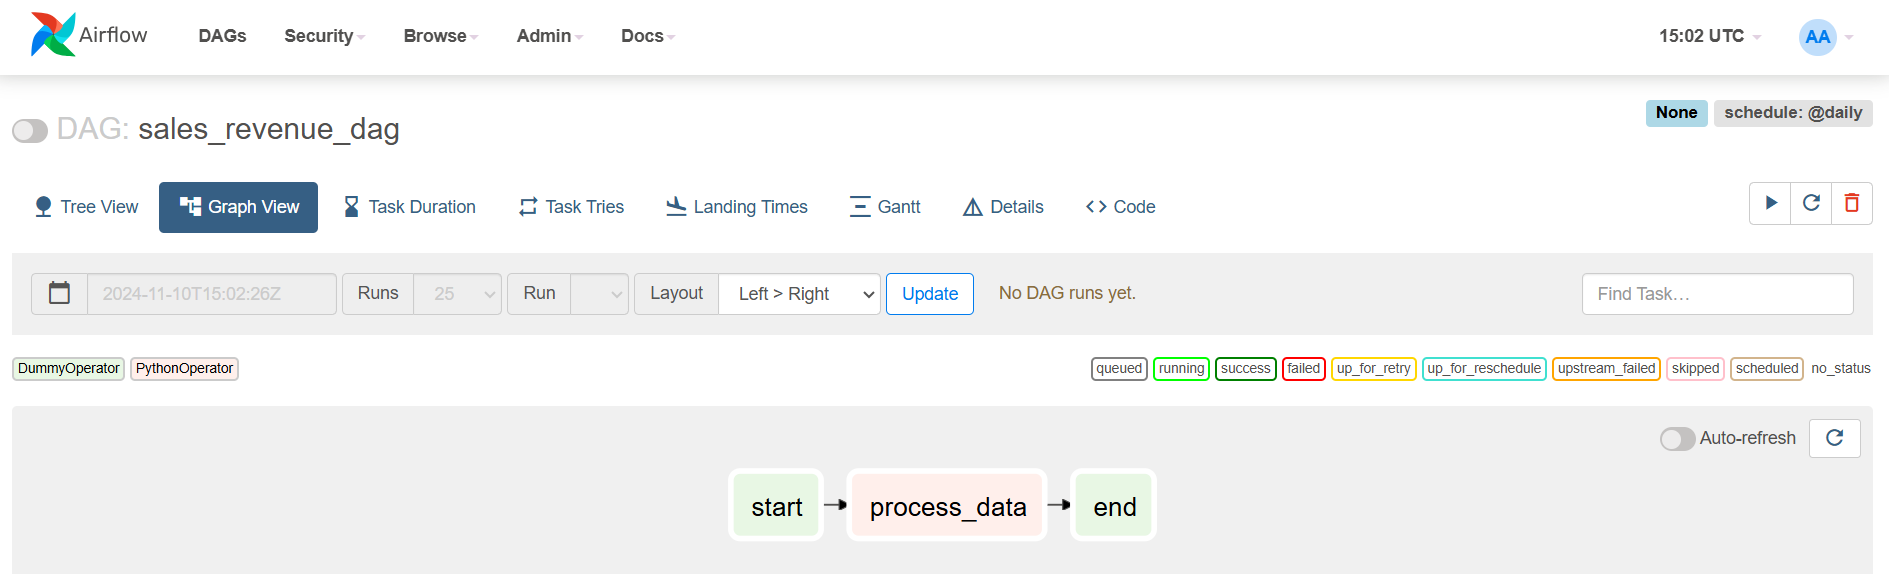 Airflow DAGs Security Browse Admin Docs 15:02 UTC AA
None schedule: @daily
DAG: sales_revenue_dag
Tree View Graph View Task Duration Task Tries Landing Times Gantt Details Code
2024-11-10T15:02:26Z Runs 25 Run Layout Left > Right Update No DAG runs yet. Find Task…
DummyOperator PythonOperator queued running success failed up_for_retry up_for_reschedule upstream_failed skipped scheduled no_status
Auto-refresh
start process_data end